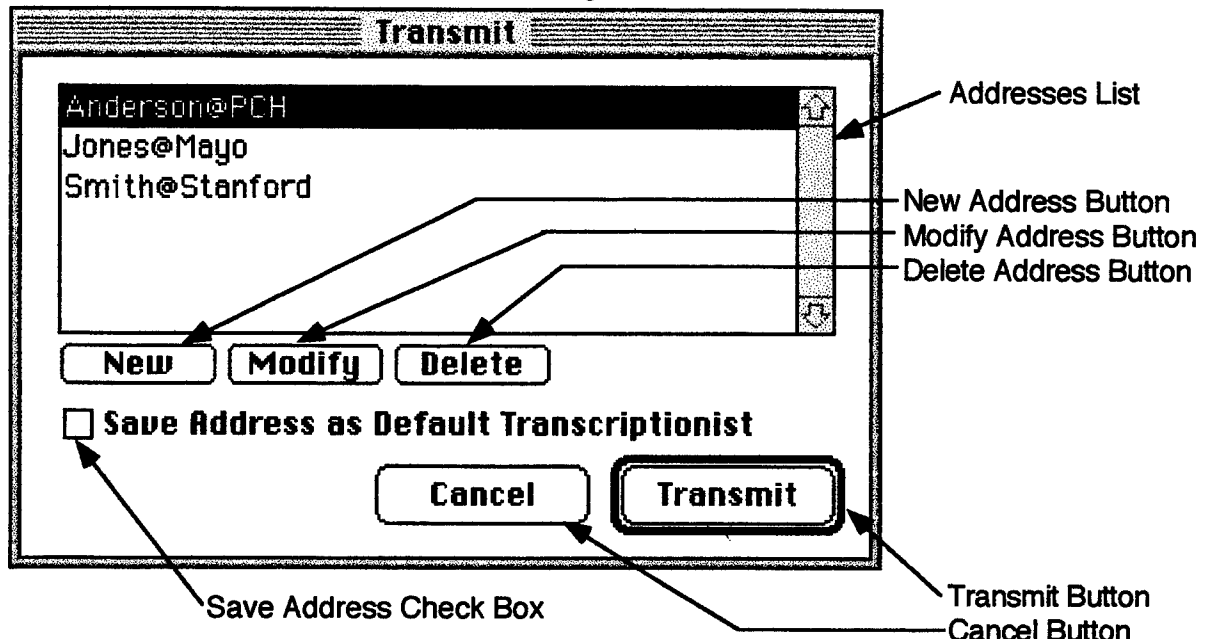 Transmit
Anderson@PCH
Jones@Mayo
Smith@Stanford
Addresses List
New Address Button
Modify Address Button
Delete Address Button
New Modify Delete
Save Address as Default Transcriptionist
Cancel Transmit
Save Address Check Box
Transmit Button
Cancel Button